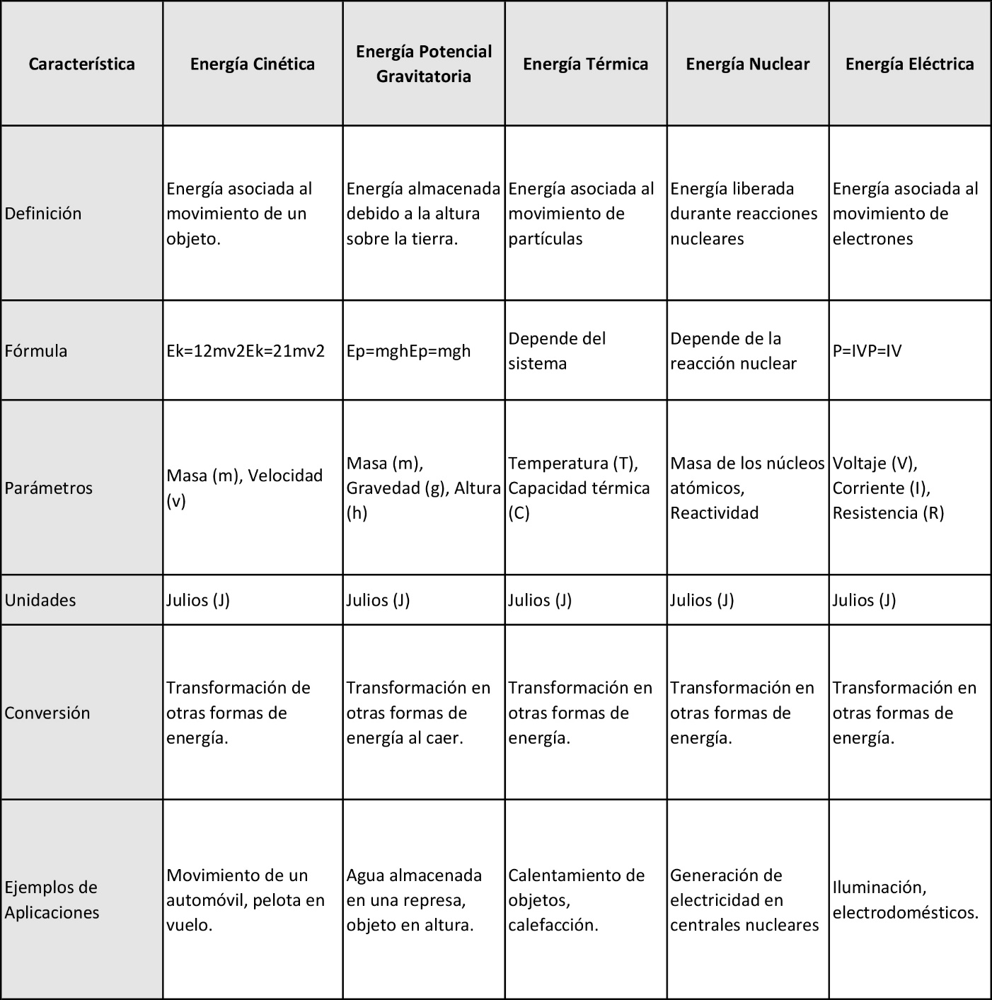 Característica
Energía Cinética
Energía Potencial
Gravitatoria
Energía Térmica
Energía Nuclear
Energía Eléctrica
Definición
Energía asociada al
movimiento de un
objeto.
Energía almacenada
debido a la altura
sobre la tierra.
Energía asociada al
movimiento de
partículas
Energía liberada
durante reacciones
nucleares
Energía asociada al
movimiento de
electrones
Fórmula
Ek=12mv2Ek=21mv2
Ep=mghEp=mgh
Depende del
sistema
Depende de la
reacción nuclear
P=IVP=IV
Parámetros
Masa (m), Velocidad
(v)
Masa (m),
Gravedad (g), Altura
(h)
Temperatura (T),
Capacidad térmica
(C)
Masa de los núcleos
atómicos,
Reactividad
Voltaje (V),
Corriente (I),
Resistencia (R)
Unidades
Julios (J)
Julios (J)
Julios (J)
Julios (J)
Julios (J)
Conversión
Transformación de
otras formas de
energía.
Transformación en
otras formas de
energía al caer.
Transformación en
otras formas de
energía.
Transformación en
otras formas de
energía.
Transformación en
otras formas de
energía.
Ejemplos de
Aplicaciones
Movimiento de un
automóvil, pelota en
vuelo.
Agua almacenada
en una represa,
objeto en altura.
Calentamiento de
objetos,
calefacción.
Generación de
electricidad en
centrales nucleares
Iluminación,
electrodomésticos.